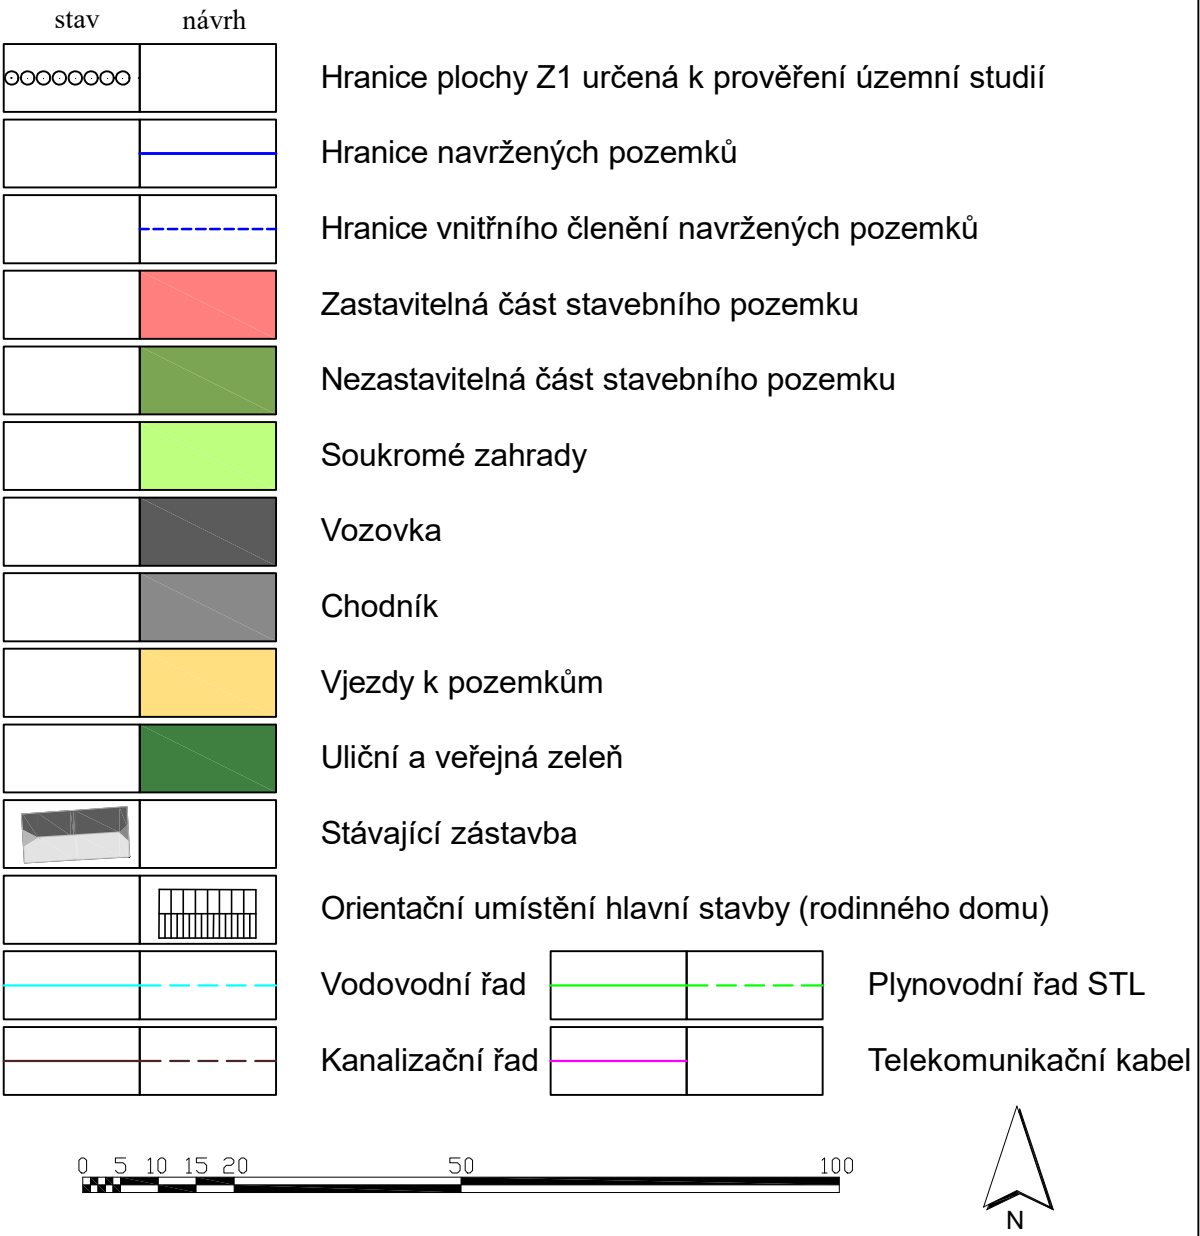 stav návrh
Hranice plochy Z1 určená k prověření územní studií
Hranice navržených pozemků
Hranice vnitřního členění navržených pozemků
Zastavitelná část stavebního pozemku
Nezastavitelná část stavebního pozemku
Soukromé zahrady
Vozovka
Chodník
Vjezdy k pozemkům
Uliční a veřejná zeleň
Stávající zástavba
Orientační umístění hlavní stavby (rodinného domu)
Vodovodní řad Plynovodní řad STL
Kanalizační řad Telekomunikační kabel
0 5 10 15 20 50 100
N